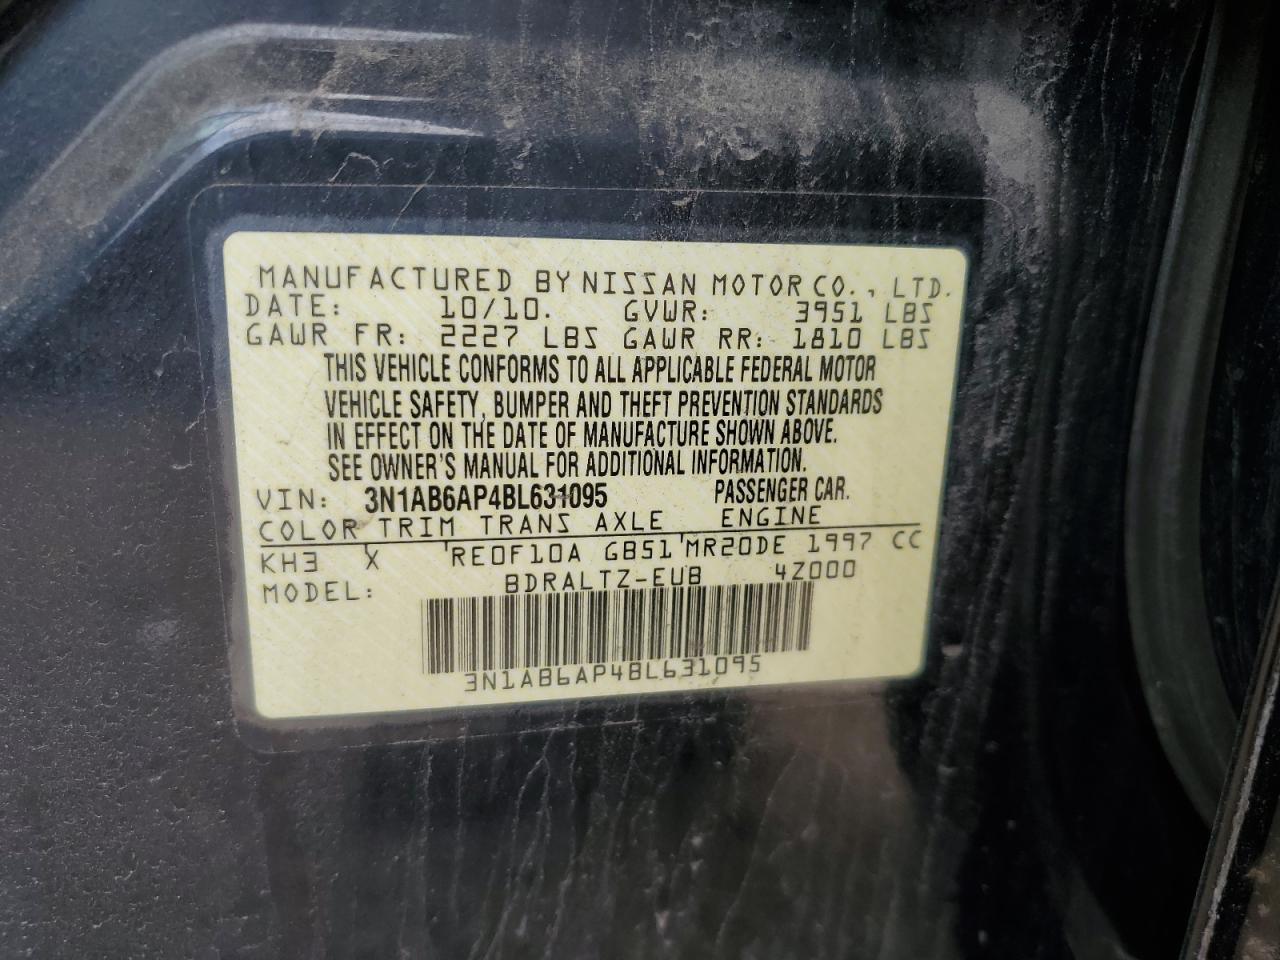 MANUFACTURED BY NISSAN MOTOR CO., LTD.
DATE: 10/10. GVWR: 3951 LBS
GAWR FR: 2227 LBS GAWR RR: 1810 LBS
THIS VEHICLE CONFORMS TO ALL APPLICABLE FEDERAL MOTOR
VEHICLE SAFETY, BUMPER AND THEFT PREVENTION STANDARDS
IN EFFECT ON THE DATE OF MANUFACTURE SHOWN ABOVE.
SEE OWNER'S MANUAL FOR ADDITIONAL INFORMATION.
VIN: 3N1AB6AP4BL631095 PASSENGER CAR.
COLOR TRIM TRANS AXLE ENGINE
KH3 X RE0F10A GB51 MR20DE 1997 CC
MODEL: BDRALTZ-EUB 4Z000
3N1AB6AP4BL631095